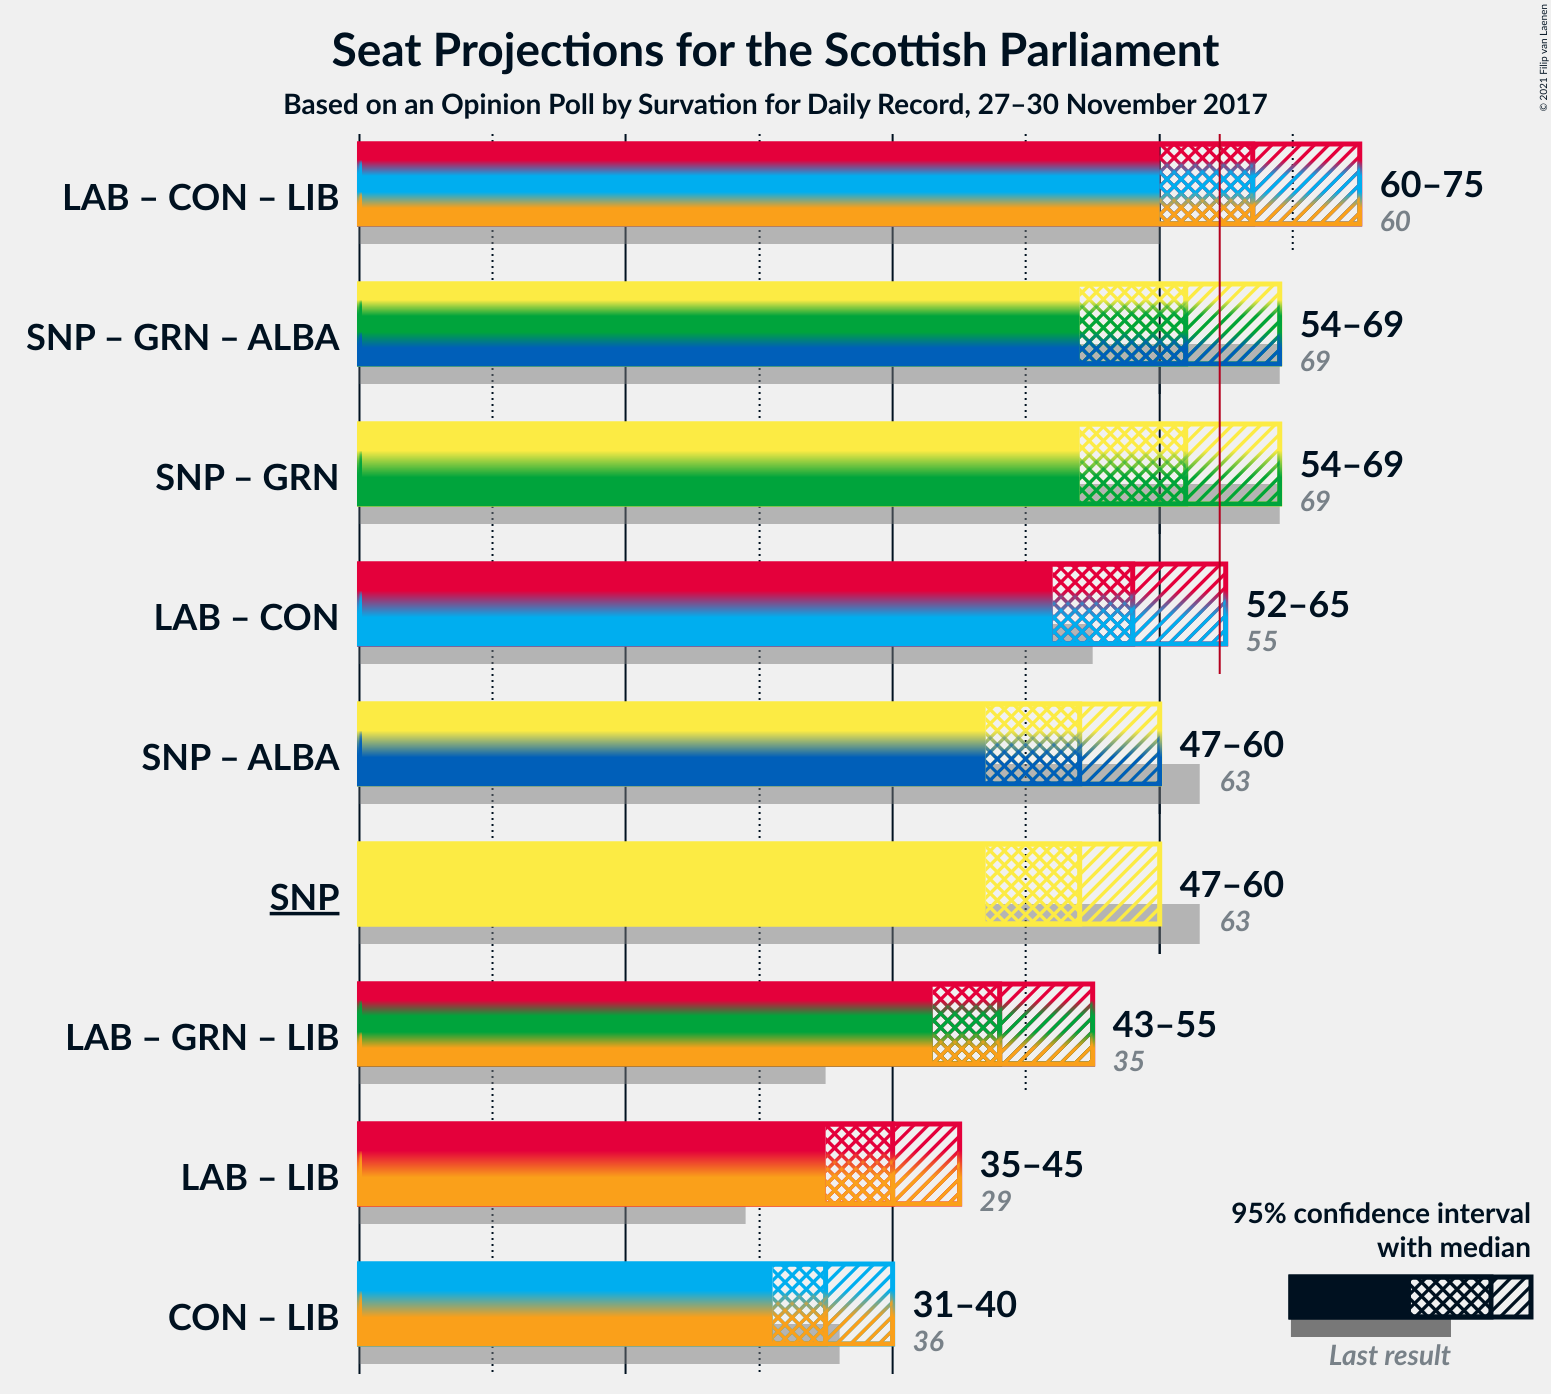 Seat Projections for the Scottish Parliament
Based on an Opinion Poll by Survation for Daily Record, 27–30 November 2017
© 2021 Filip van Laenen
LAB – CON – LIB
60–75
60
SNP – GRN – ALBA
54–69
69
SNP – GRN
54–69
69
LAB – CON
52–65
55
SNP – ALBA
47–60
63
SNP
47–60
63
LAB – GRN – LIB
43–55
35
LAB – LIB
35–45
29
CON – LIB
31–40
36
95% confidence interval
with median
Last result